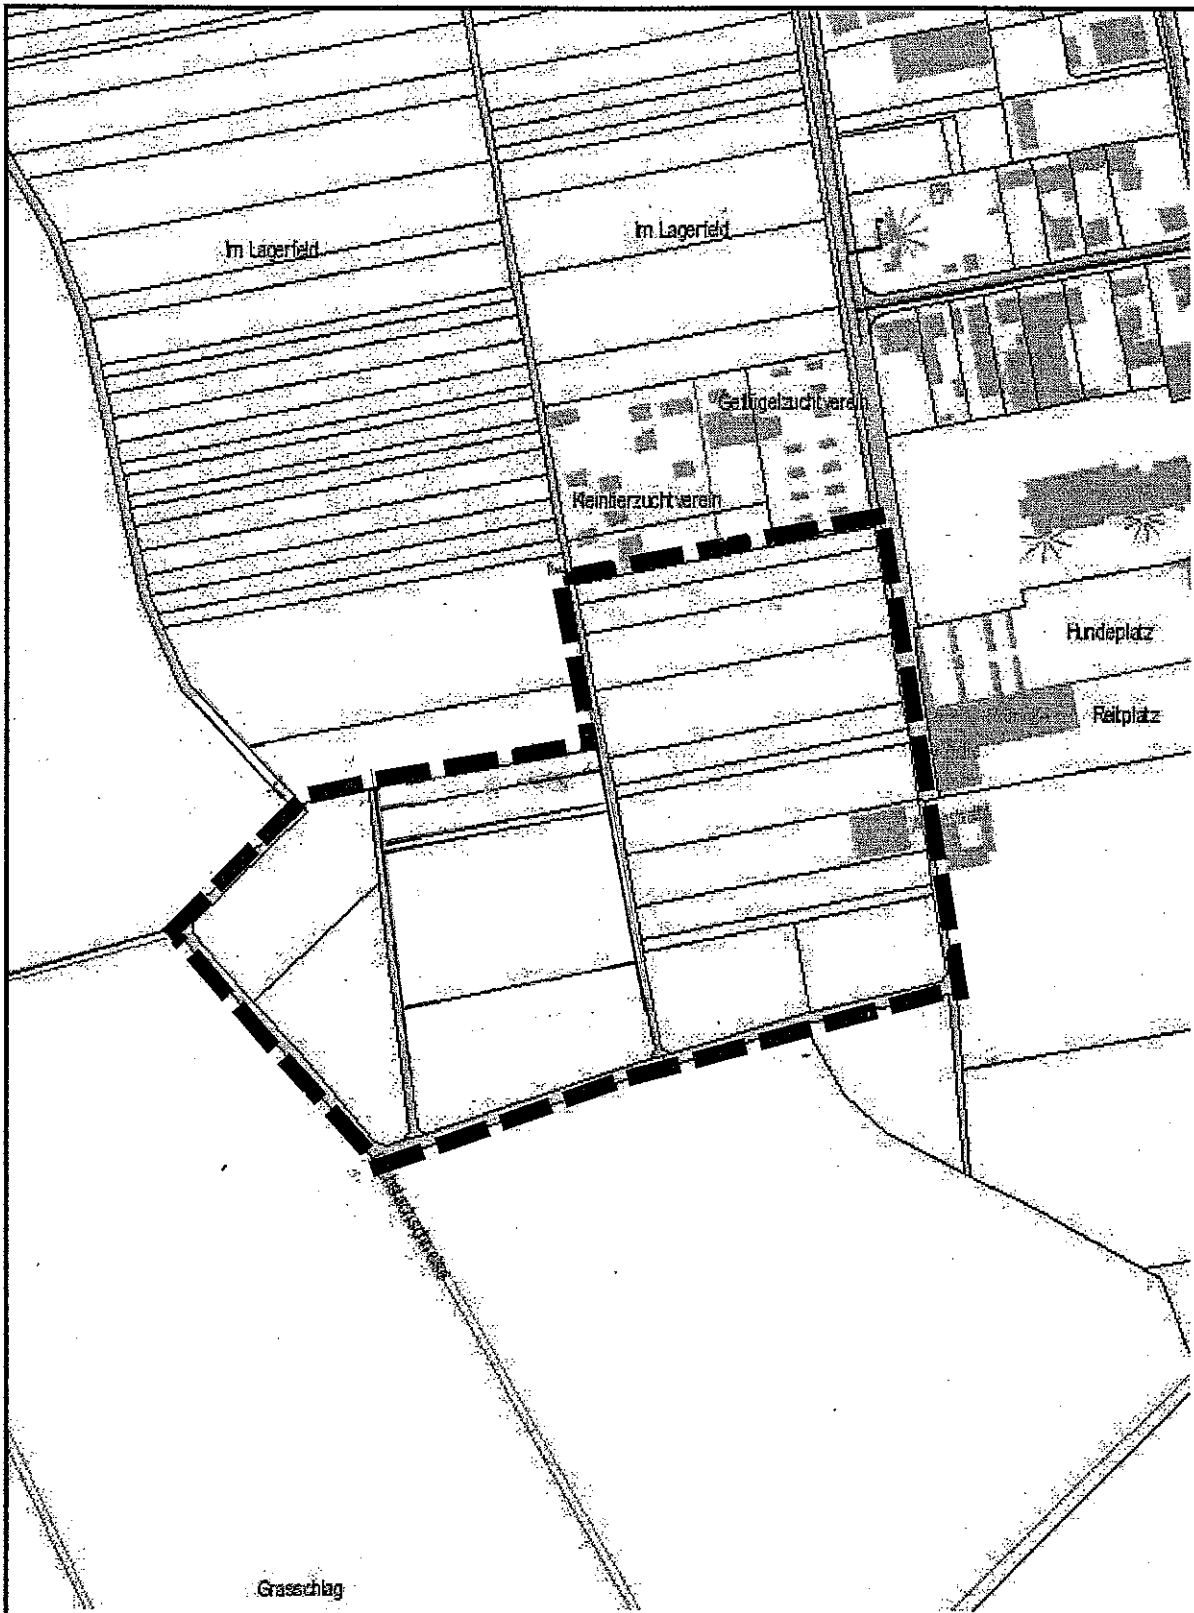 Im Lagerfeld
Im Lagerfeld
Geflügelzuchtverein
Kleintierzuchtverein
Hundeplatz
Reitplatz
Grasschlag